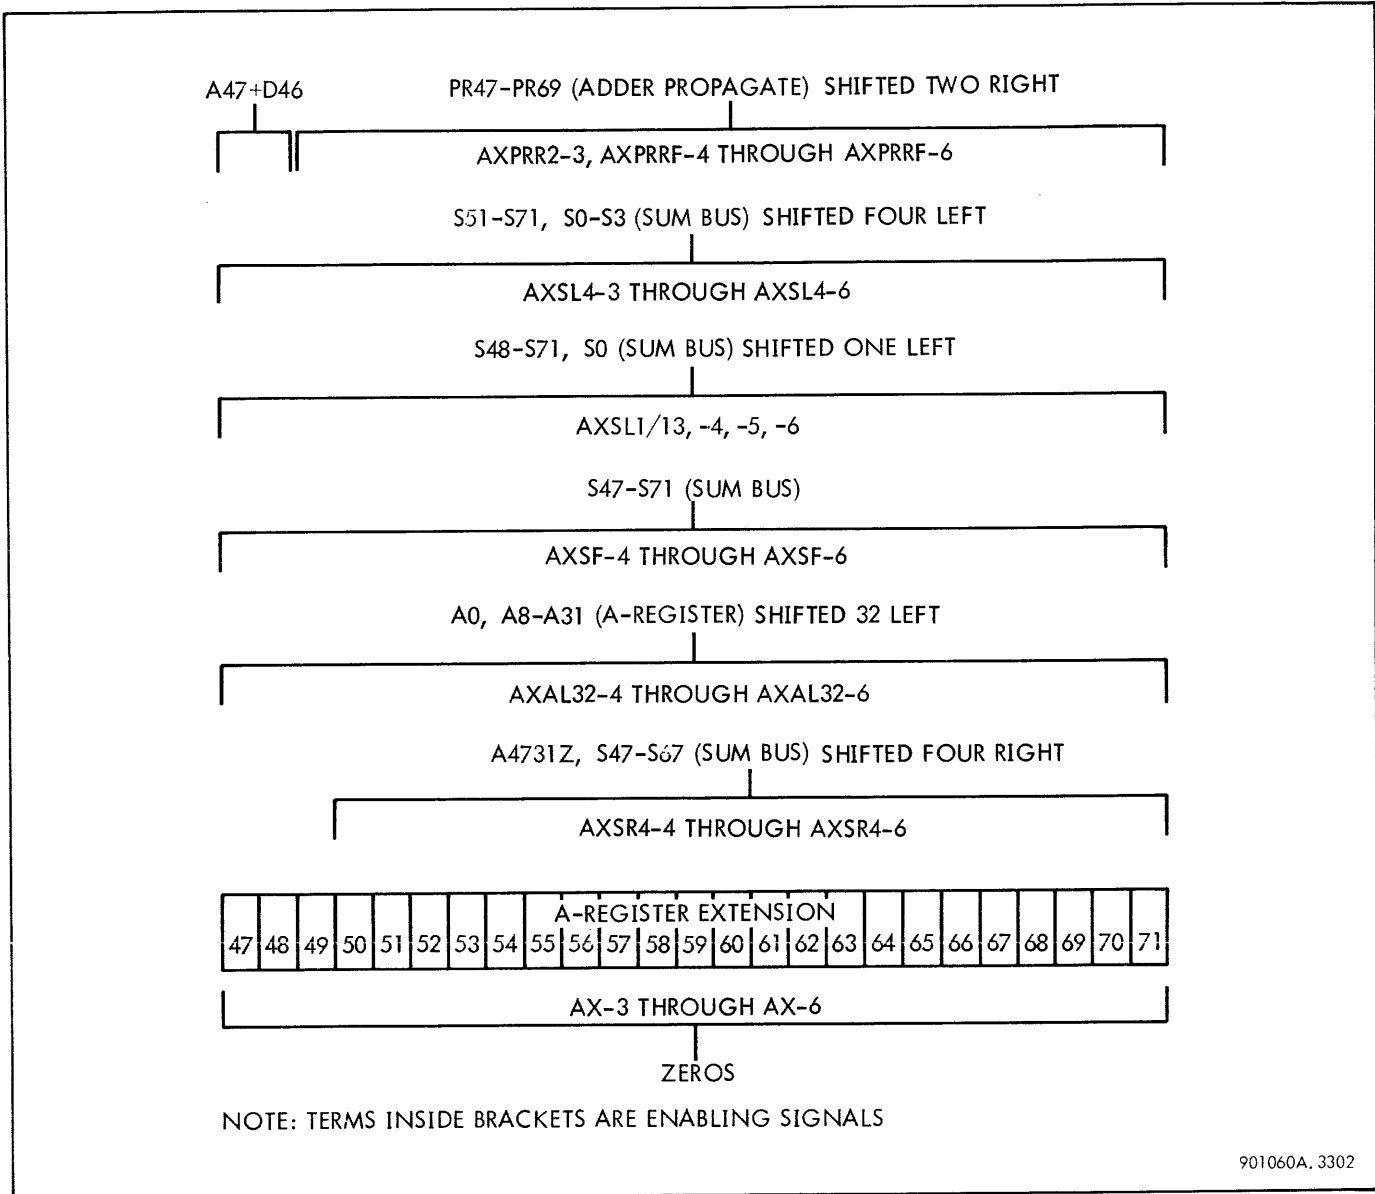 A47+D46 PR47-PR69 (ADDER PROPAGATE) SHIFTED TWO RIGHT
AXPRR2-3, AXPRRF-4 THROUGH AXPRRF-6
S51-S71, S0-S3 (SUM BUS) SHIFTED FOUR LEFT
AXSL4-3 THROUGH AXSL4-6
S48-S71, S0 (SUM BUS) SHIFTED ONE LEFT
AXSL1/13, -4, -5, -6
S47-S71 (SUM BUS)
AXSF-4 THROUGH AXSF-6
A0, A8-A31 (A-REGISTER) SHIFTED 32 LEFT
AXAL32-4 THROUGH AXAL32-6
A4731Z, S47-S67 (SUM BUS) SHIFTED FOUR RIGHT
AXSR4-4 THROUGH AXSR4-6
A-REGISTER EXTENSION
47 48 49 50 51 52 53 54 55 56 57 58 59 60 61 62 63 64 65 66 67 68 69 70 71
AX-3 THROUGH AX-6
ZEROS
NOTE: TERMS INSIDE BRACKETS ARE ENABLING SIGNALS
901060A. 3302